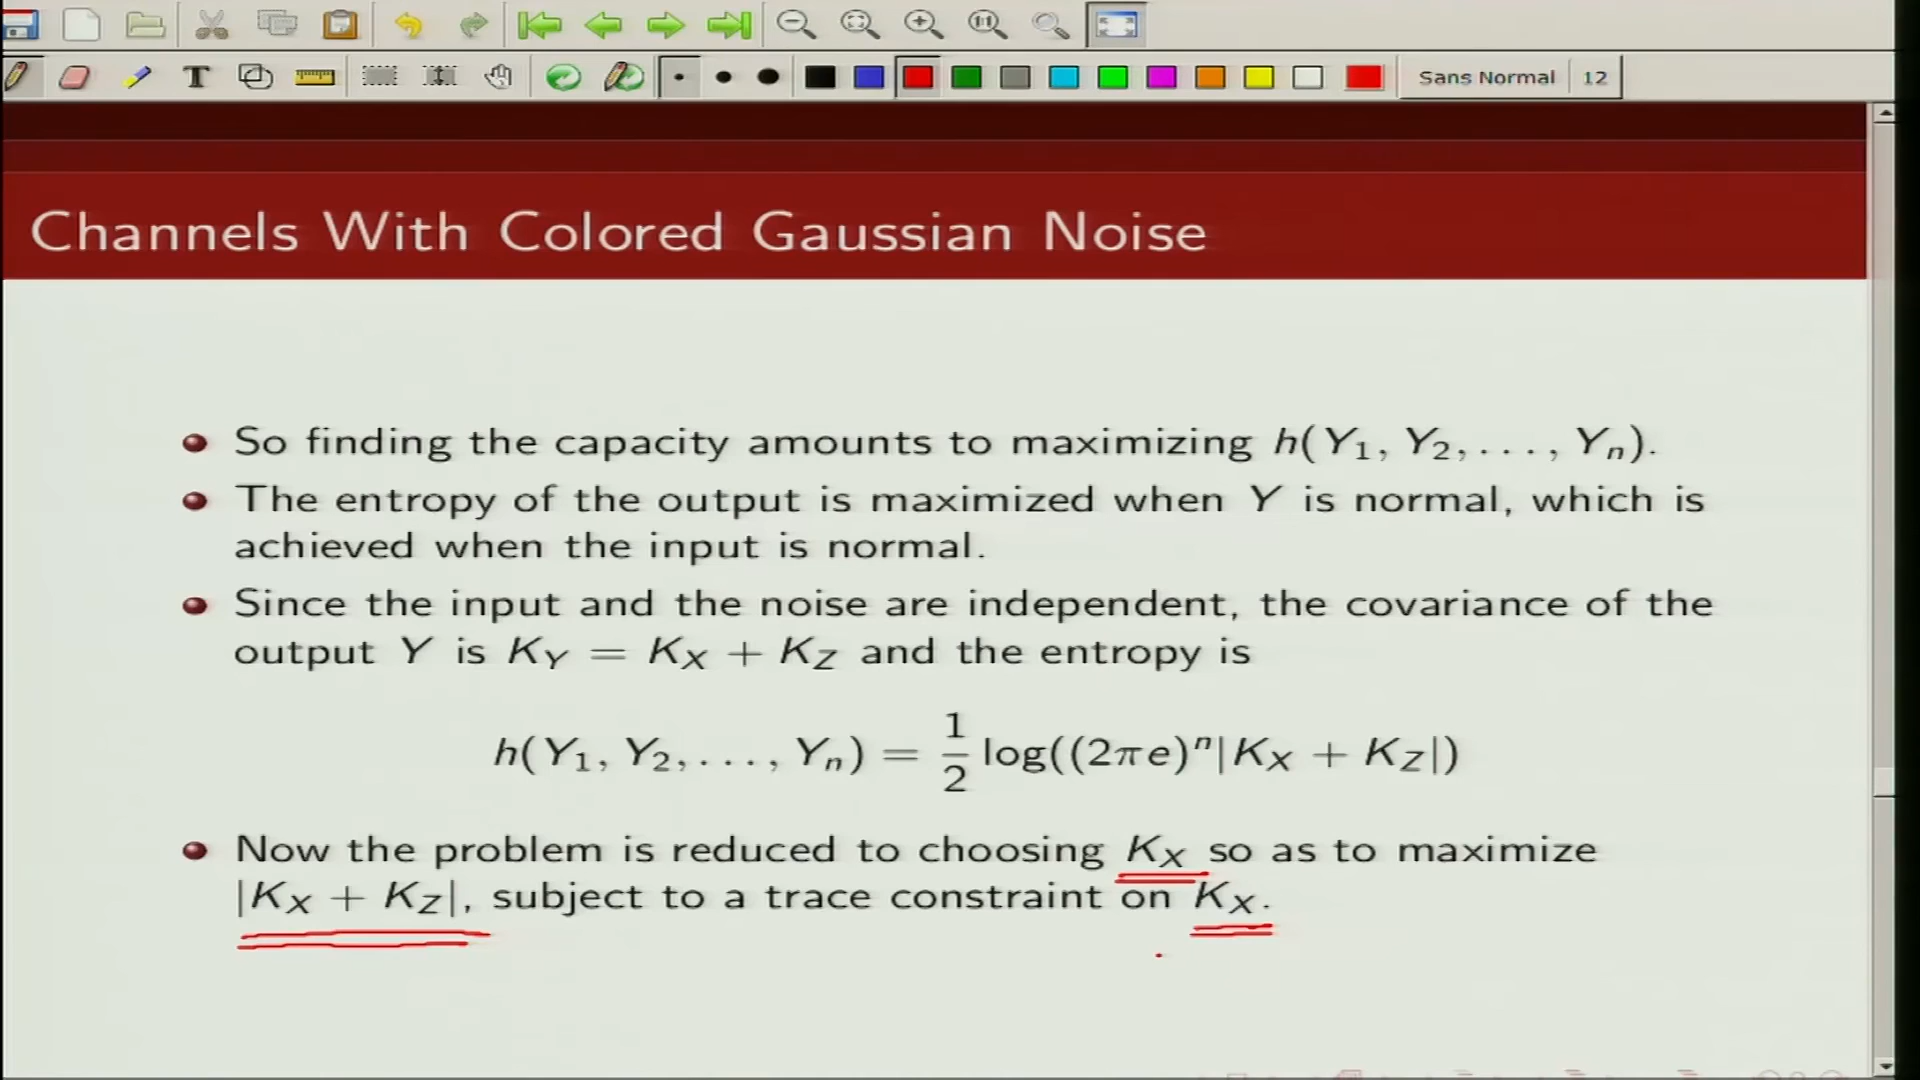 Sans Normal 12
Channels With Colored Gaussian Noise
So finding the capacity amounts to maximizing h(Y₁, Y₂, . . . , Yₙ).
The entropy of the output is maximized when Y is normal, which is
achieved when the input is normal.
Since the input and the noise are independent, the covariance of the
output Y is K_Y = K_X + K_Z and the entropy is
h(Y₁, Y₂, . . . , Yₙ) = 1/2 log((2πe)ⁿ|K_X + K_Z|)
Now the problem is reduced to choosing K_X so as to maximize
|K_X + K_Z|, subject to a trace constraint on K_X.